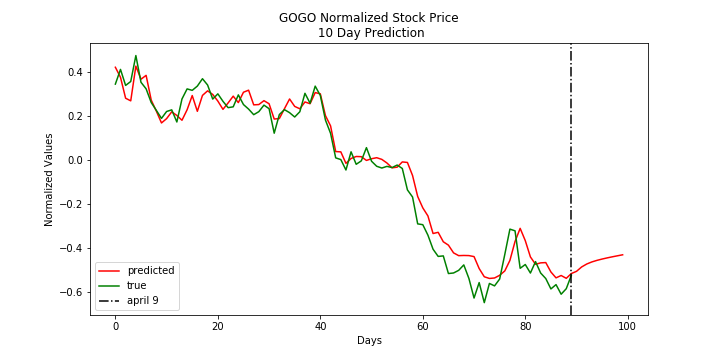 GOGO Normalized Stock Price
10 Day Prediction
Normalized Values
0.4
0.2
0.0
−0.2
−0.4
−0.6
predicted
true
april 9
0 20 40 60 80 100
Days